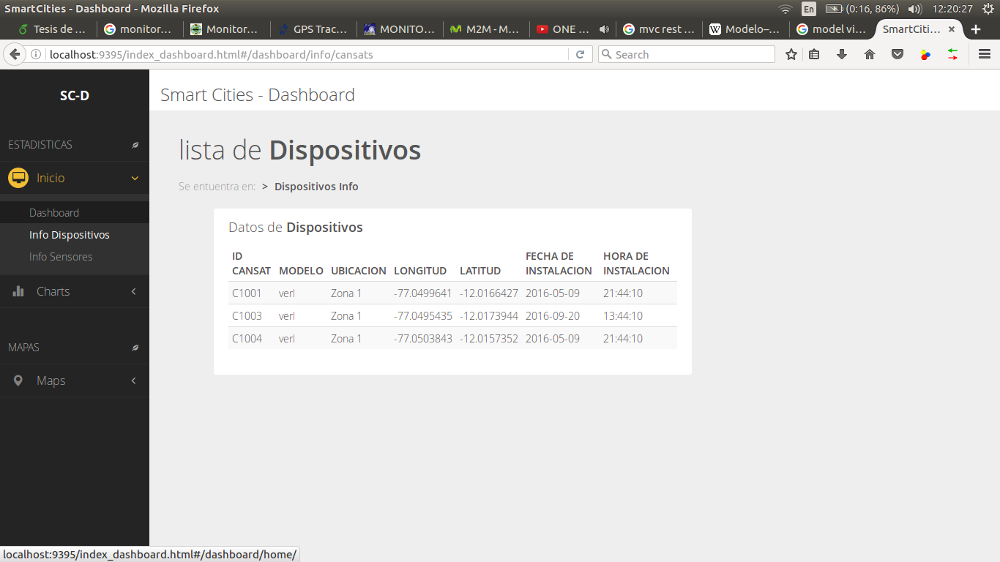 SmartCities - Dashboard - Mozilla Firefox
En (0:16, 86%) 12:20:27
Tesis de ... monitor... Monitor... GPS Trac... MONITO... M2M - M... ONE ... mvc rest ... Modelo–... model vi... SmartCiti...
localhost:9395/index_dashboard.html#/dashboard/info/cansats
Search
SC-D
ESTADISTICAS
Inicio
Dashboard
Info Dispositivos
Info Sensores
Charts
MAPAS
Maps
Smart Cities - Dashboard
lista de Dispositivos
Se entuentra en: > Dispositivos Info
Datos de Dispositivos
ID CANSAT MODELO UBICACION LONGITUD LATITUD FECHA DE INSTALACION HORA DE INSTALACION
C1001 verI Zona 1 -77.0499641 -12.0166427 2016-05-09 21:44:10
C1003 verI Zona 1 -77.0495435 -12.0173944 2016-09-20 13:44:10
C1004 verI Zona 1 -77.0503843 -12.0157352 2016-05-09 21:44:10
localhost:9395/index_dashboard.html#/dashboard/home/